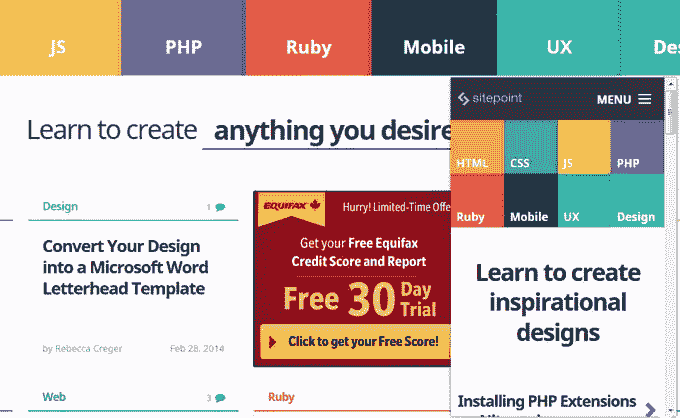 JS
PHP
Ruby
Mobile
UX
Des
Learn to create anything you desire
Design
1
Convert Your Design
into a Microsoft Word
Letterhead Template
by Rebecca Creger
Feb 28, 2014
Web
3
EQUIFAX
Hurry! Limited-Time Offe
Get your Free Equifax
Credit Score and Report
Free 30 Day
Trial
Click to get your Free Score!
Ruby
sitepoint
MENU
HTML
CSS
JS
PHP
Ruby
Mobile
UX
Design
Learn to create
inspirational
designs
Installing PHP Extensions